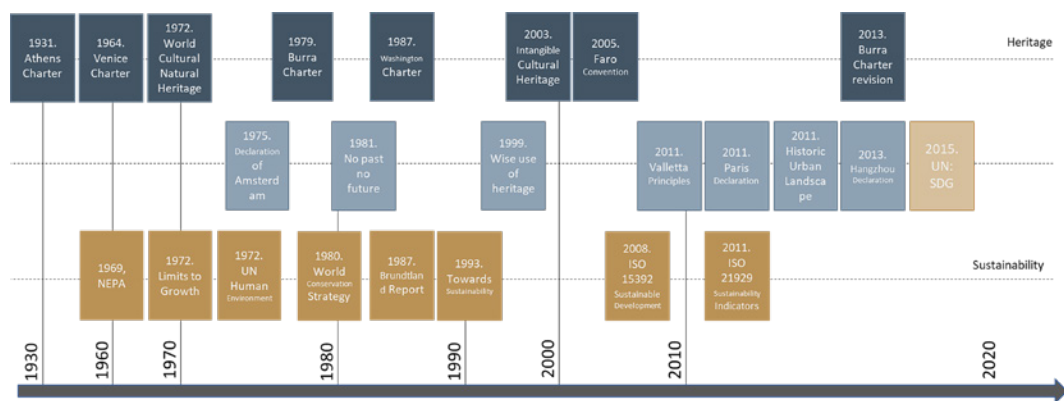 1931.
Athens
Charter
1964.
Venice
Charter
1972.
World
Cultural
Natural
Heritage
1979.
Burra
Charter
1987.
Washington
Charter
2003.
Intangible
Cultural
Heritage
2005.
Faro
Convention
2013.
Burra
Charter
revision
Heritage
1975.
Declaration
of
Amsterd
am
1981.
No past
no
future
1999.
Wise use
of
heritage
2011.
Valletta
Principles
2011.
Paris
Declaration
2011.
Historic
Urban
Landsca
pe
2013.
Hangzhou
Declaration
2015.
UN:
SDG
1969,
NEPA
1972.
Limits to
Growth
1972.
UN
Human
Environment
1980.
World
Conservation
Strategy
1987.
Brundtlan
d Report
1993.
Towards
Sustainability
2008.
ISO
15392
Sustainable
Development
2011.
ISO
21929
Sustainability
Indicators
Sustainability
1930
1960
1970
1980
1990
2000
2010
2020